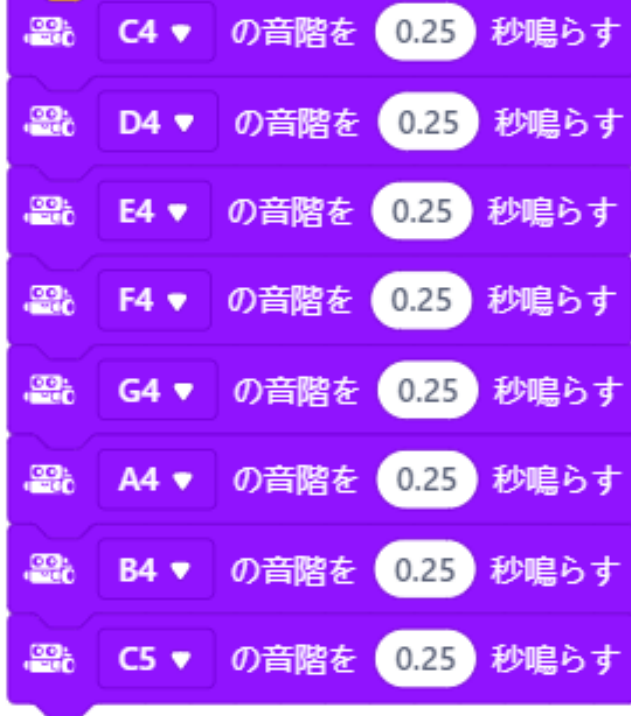 C4 の音階を 0.25 秒鳴らす
D4 の音階を 0.25 秒鳴らす
E4 の音階を 0.25 秒鳴らす
F4 の音階を 0.25 秒鳴らす
G4 の音階を 0.25 秒鳴らす
A4 の音階を 0.25 秒鳴らす
B4 の音階を 0.25 秒鳴らす
C5 の音階を 0.25 秒鳴らす